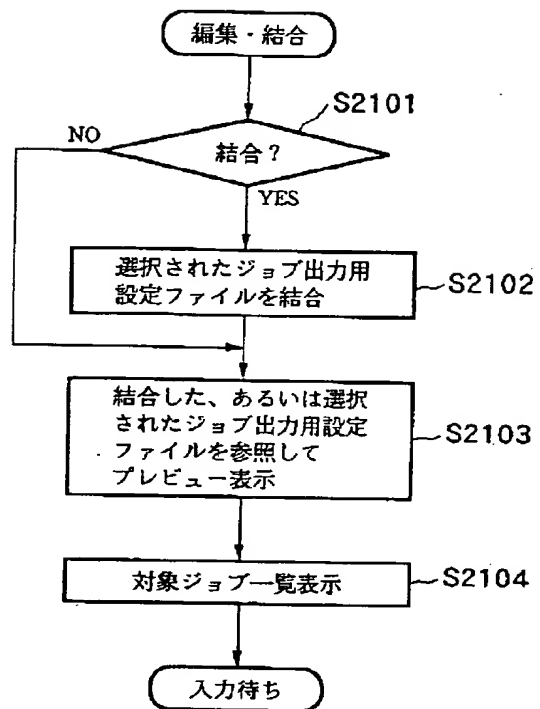 編集・結合
S2101
NO
結合？
YES
選択されたジョブ出力用
設定ファイルを結合
S2102
結合した、あるいは選択
されたジョブ出力用設定
ファイルを参照して
プレビュー表示
S2103
対象ジョブ一覧表示
S2104
入力待ち